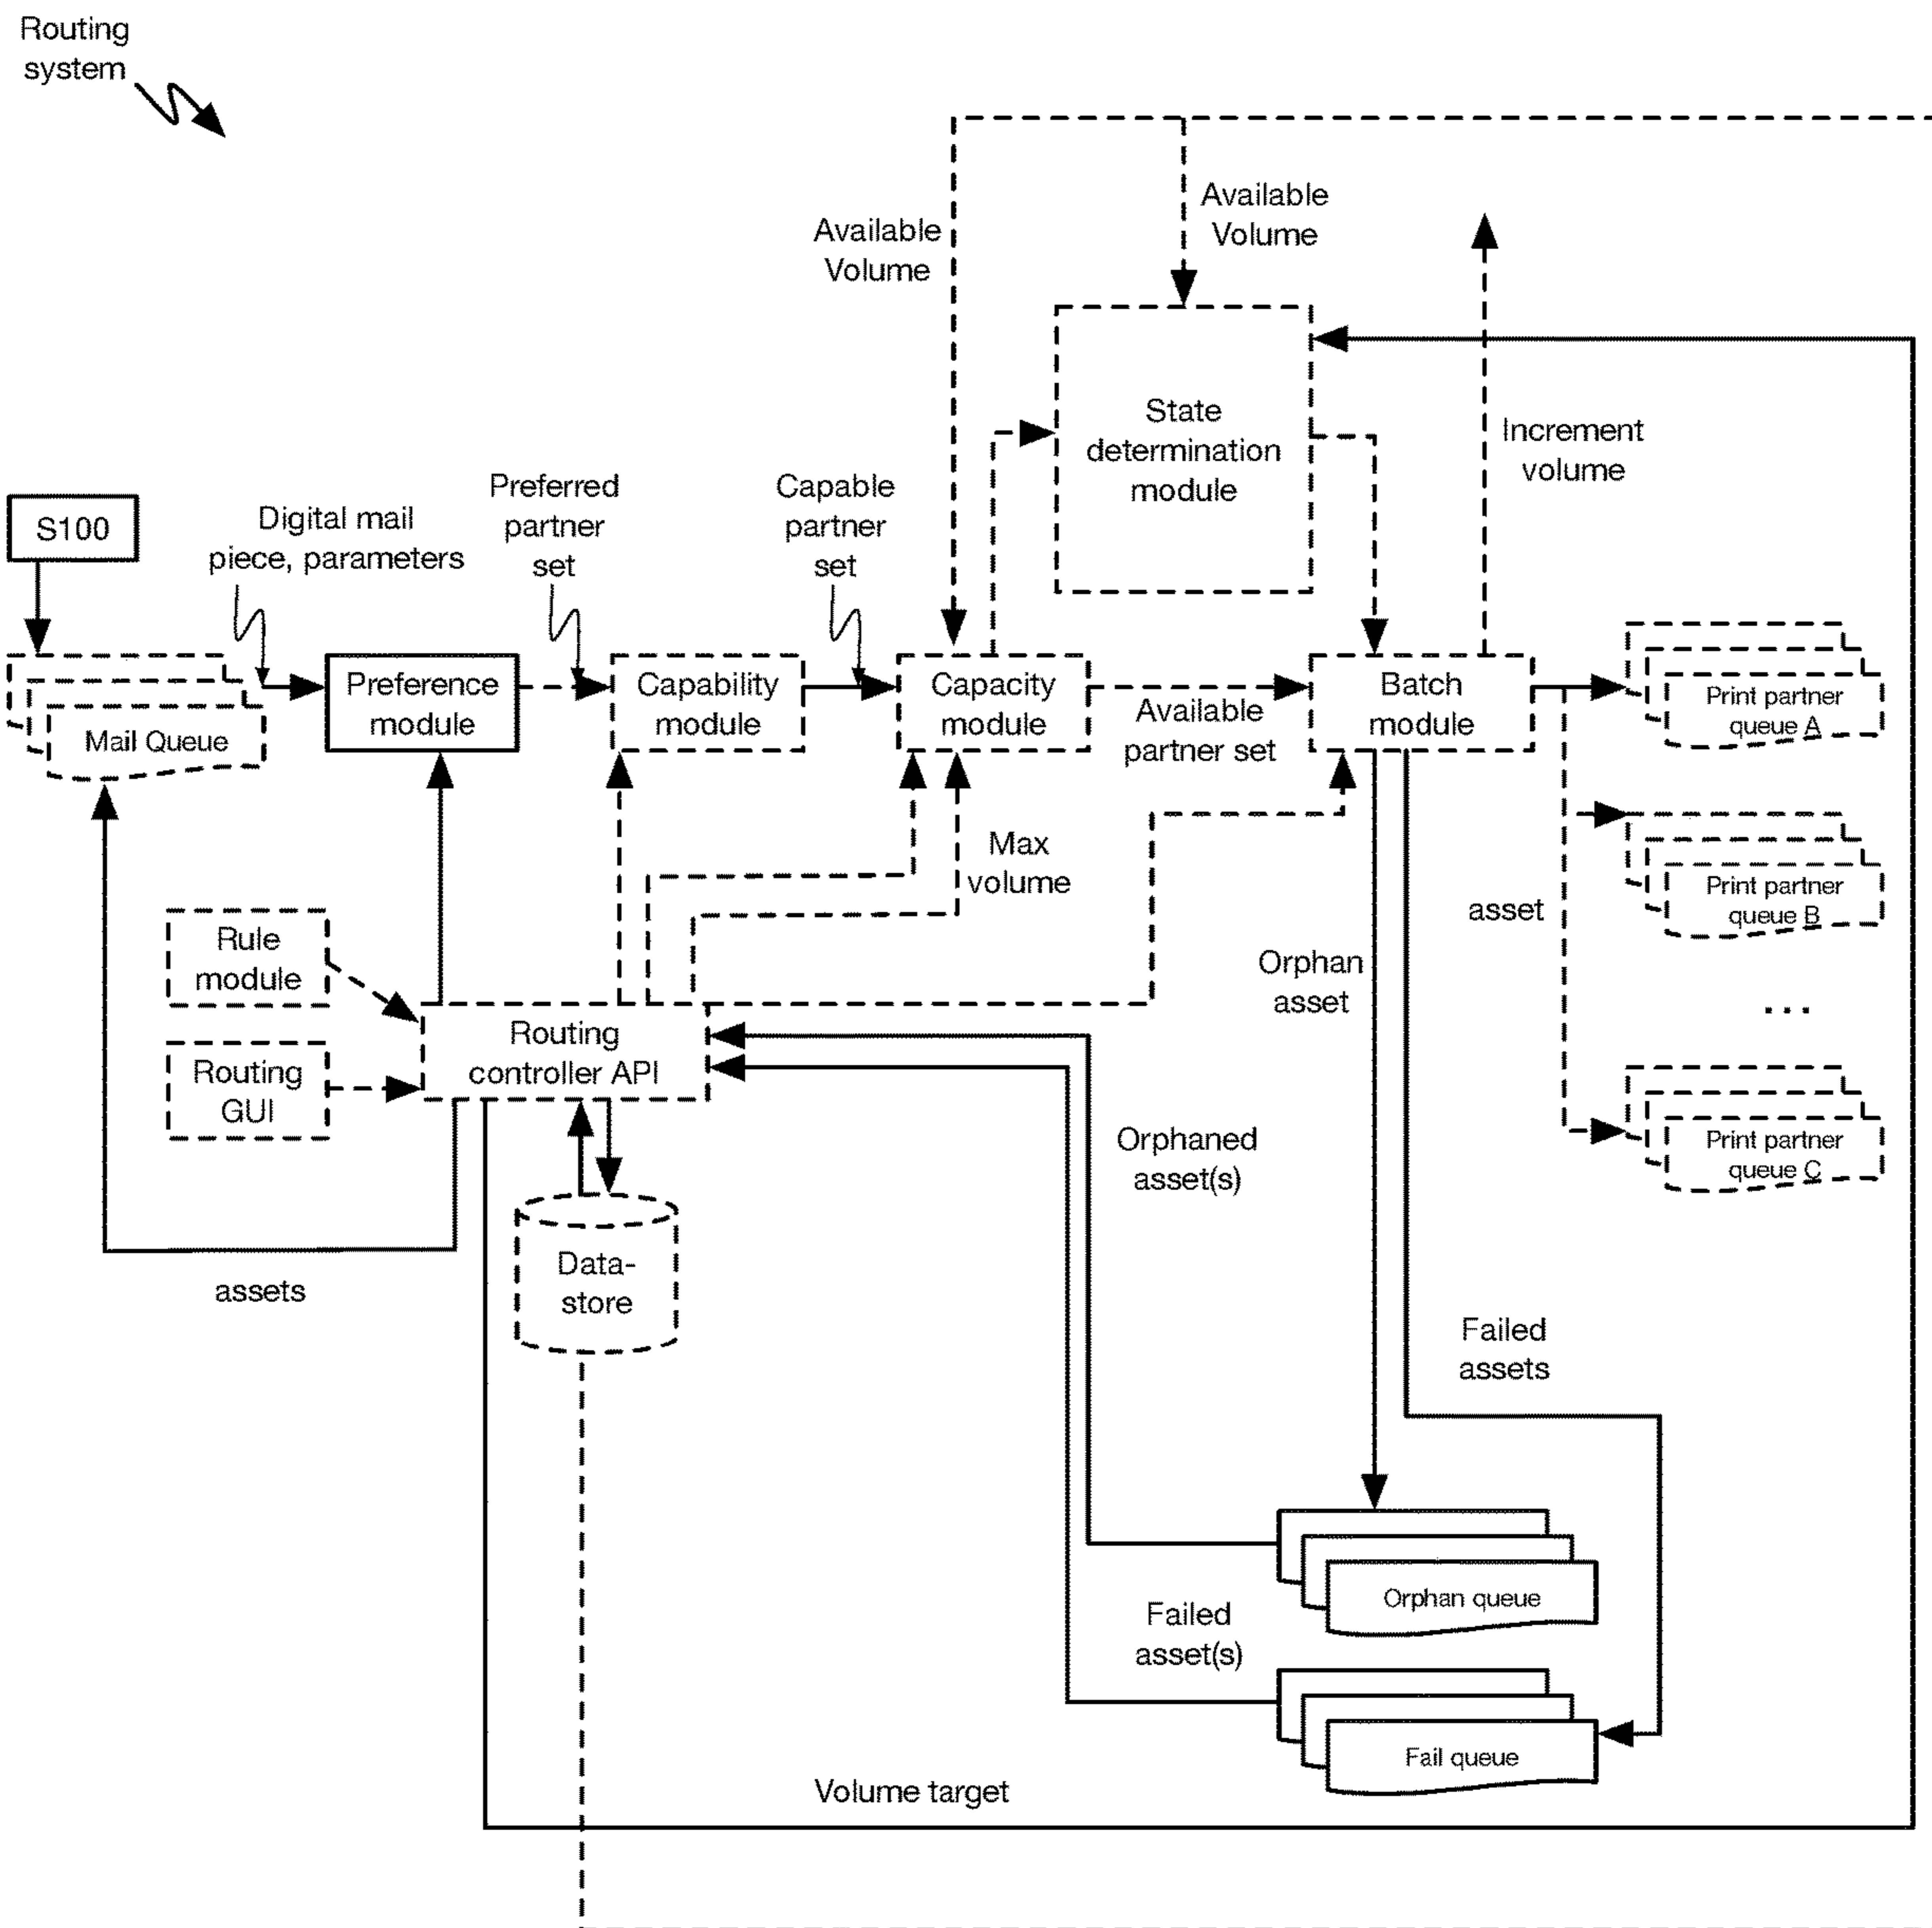 Routing
system
Available
Volume
Available
Volume
State
determination
module
Increment
volume
S100
Digital mail
piece, parameters
Preferred
partner
set
Capable
partner
set
Mail Queue
Preference
module
Capability
module
Capacity
module
Available
partner set
Batch
module
Print partner
queue A
Max
volume
Print partner
queue B
asset
Rule
module
Orphan
asset
...
Routing
controller API
Routing
GUI
Orphaned
asset(s)
Print partner
queue C
Data-
store
assets
Failed
assets
Orphan queue
Failed
asset(s)
Fail queue
Volume target